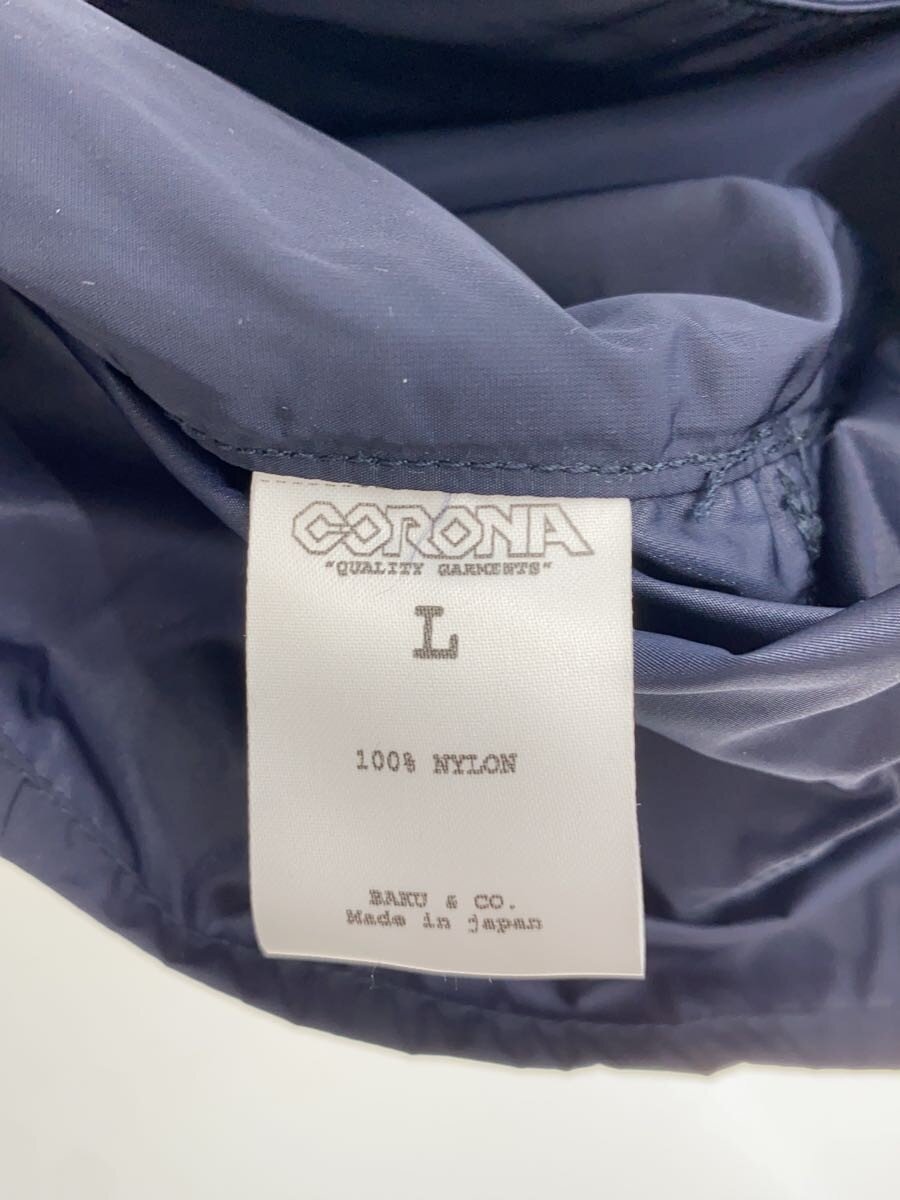 CORONA
"QUALITY GARMENTS"
L
100% NYLON
BAKU & CO.
Made in japan